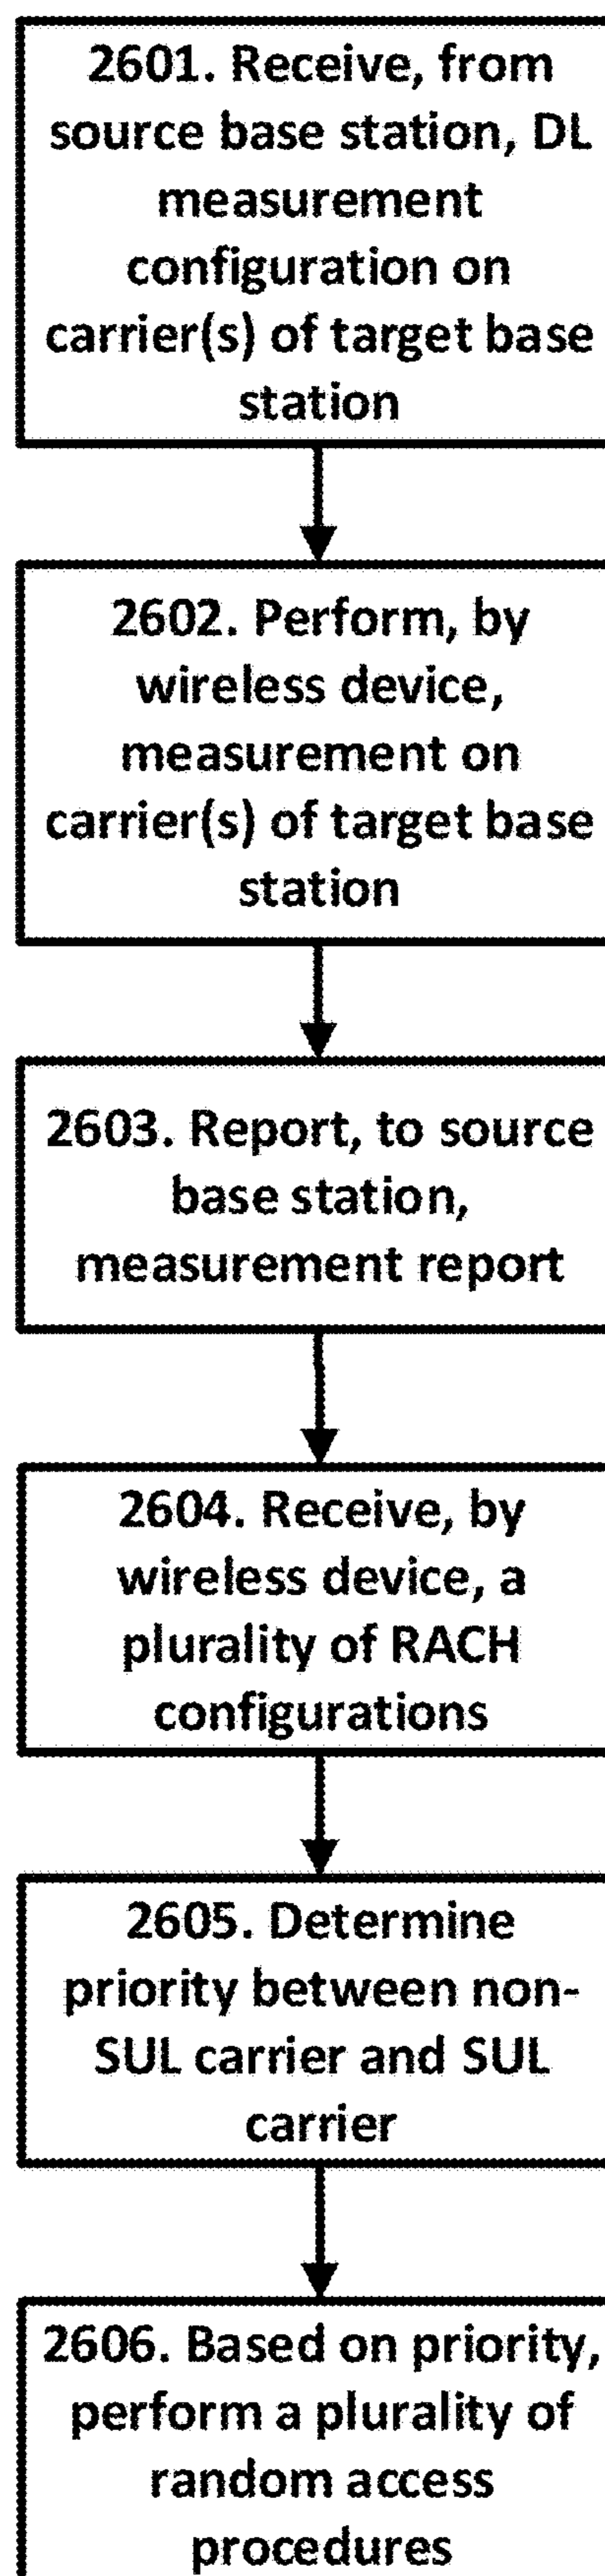 2601. Receive, from
source base station, DL
measurement
configuration on
carrier(s) of target base
station
2602. Perform, by
wireless device,
measurement on
carrier(s) of target base
station
2603. Report, to source
base station,
measurement report
2604. Receive, by
wireless device, a
plurality of RACH
configurations
2605. Determine
priority between non-
SUL carrier and SUL
carrier
2606. Based on priority,
perform a plurality of
random access
procedures